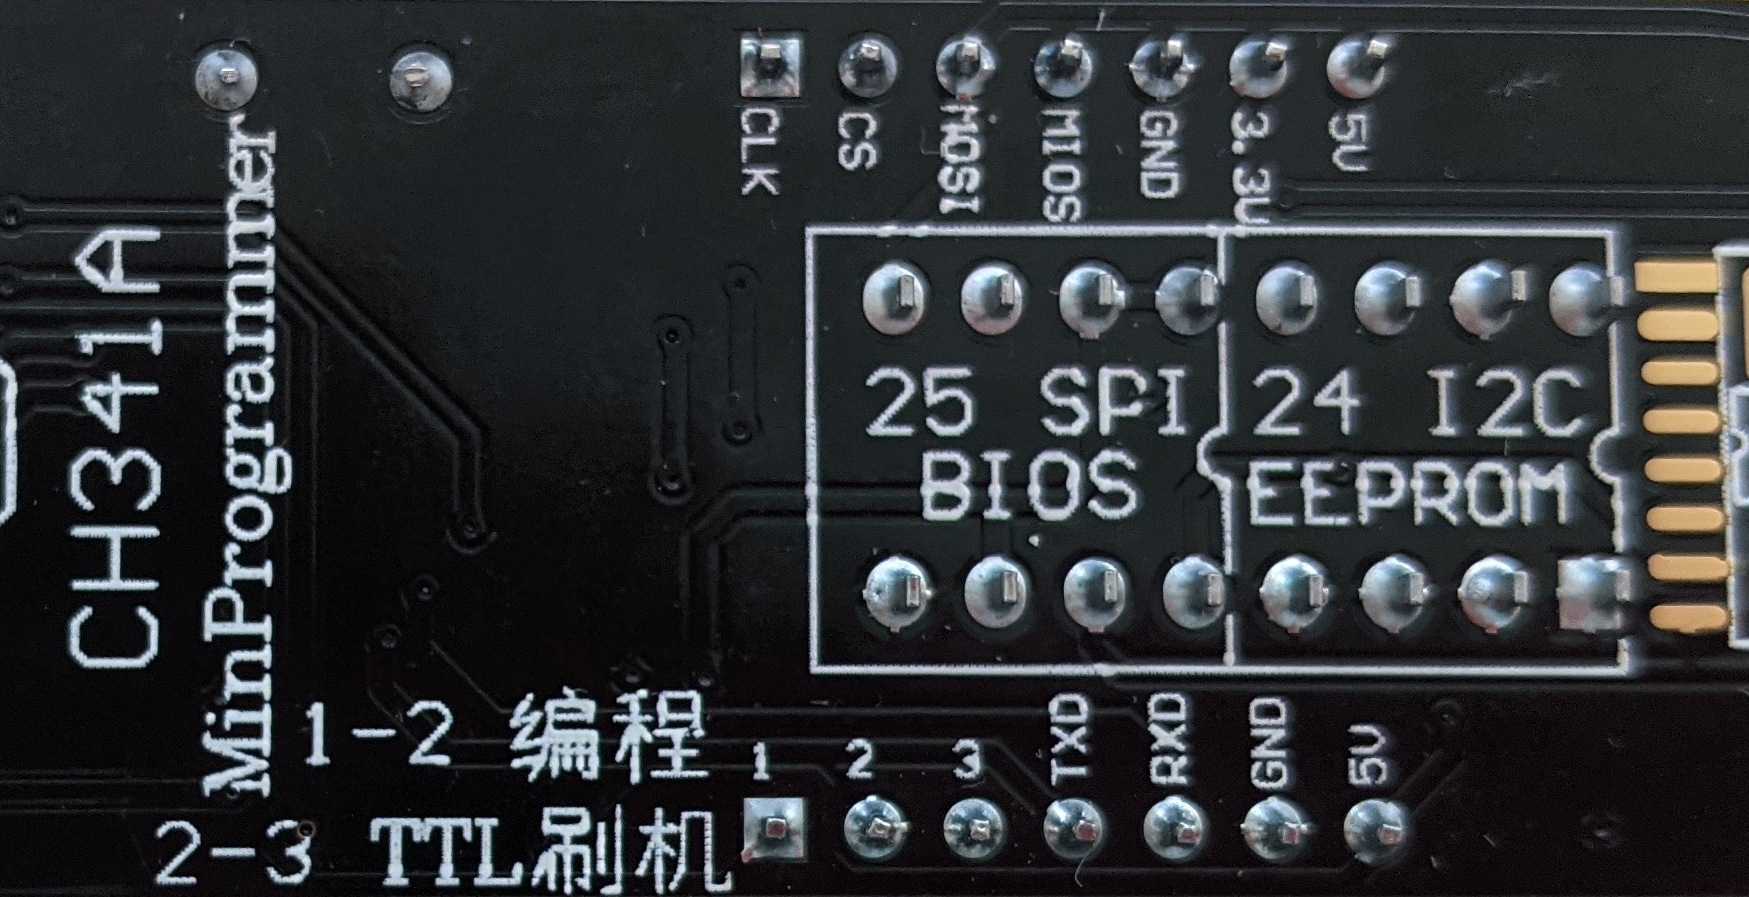 CLK
CS
MOSI
MIOS
GND
3.3V
5V
CH341A
MinProgrammer
25 SPI
BIOS
24 I2C
EEPROM
1-2 编程
2-3 TTL刷机
1
2
3
TXD
RXD
GND
5V